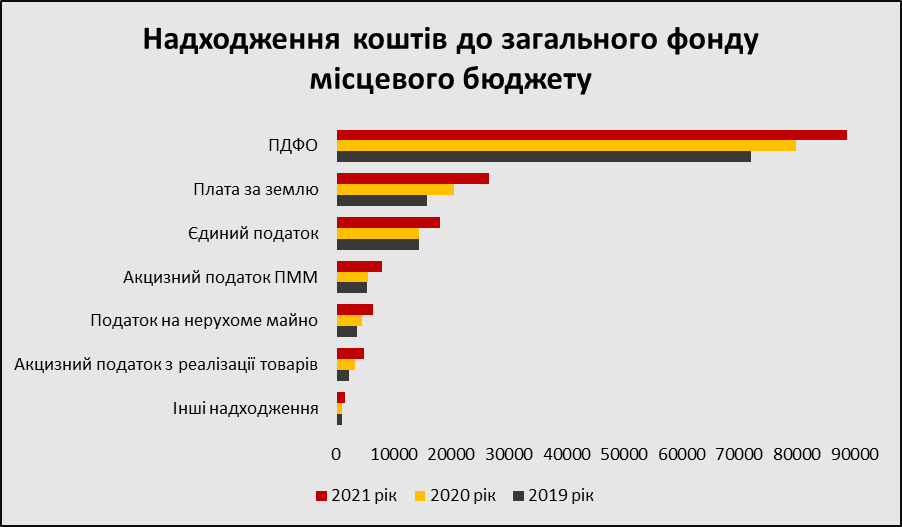 Надходження коштів до загального фонду
місцевого бюджету
ПДФО
Плата за землю
Єдиний податок
Акцизний податок ПММ
Податок на нерухоме майно
Акцизний податок з реалізації товарів
Інші надходження
0 10000 20000 30000 40000 50000 60000 70000 80000 90000
2021 рік 2020 рік 2019 рік